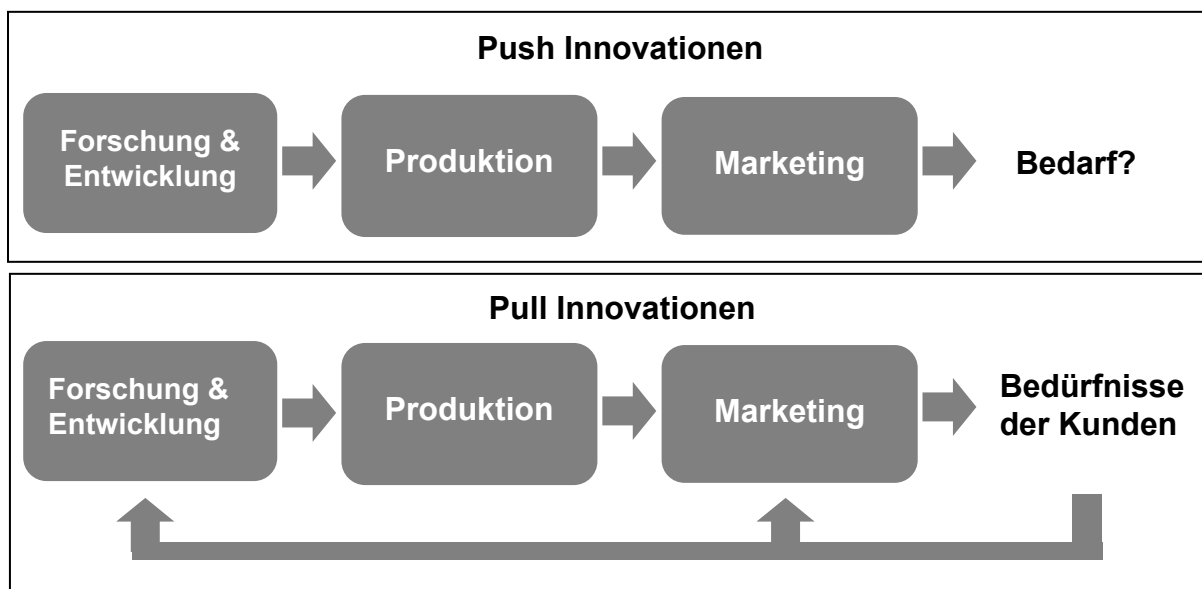 Push Innovationen
Forschung &
Entwicklung
Produktion
Marketing
Bedarf?
Pull Innovationen
Forschung &
Entwicklung
Produktion
Marketing
Bedürfnisse
der Kunden